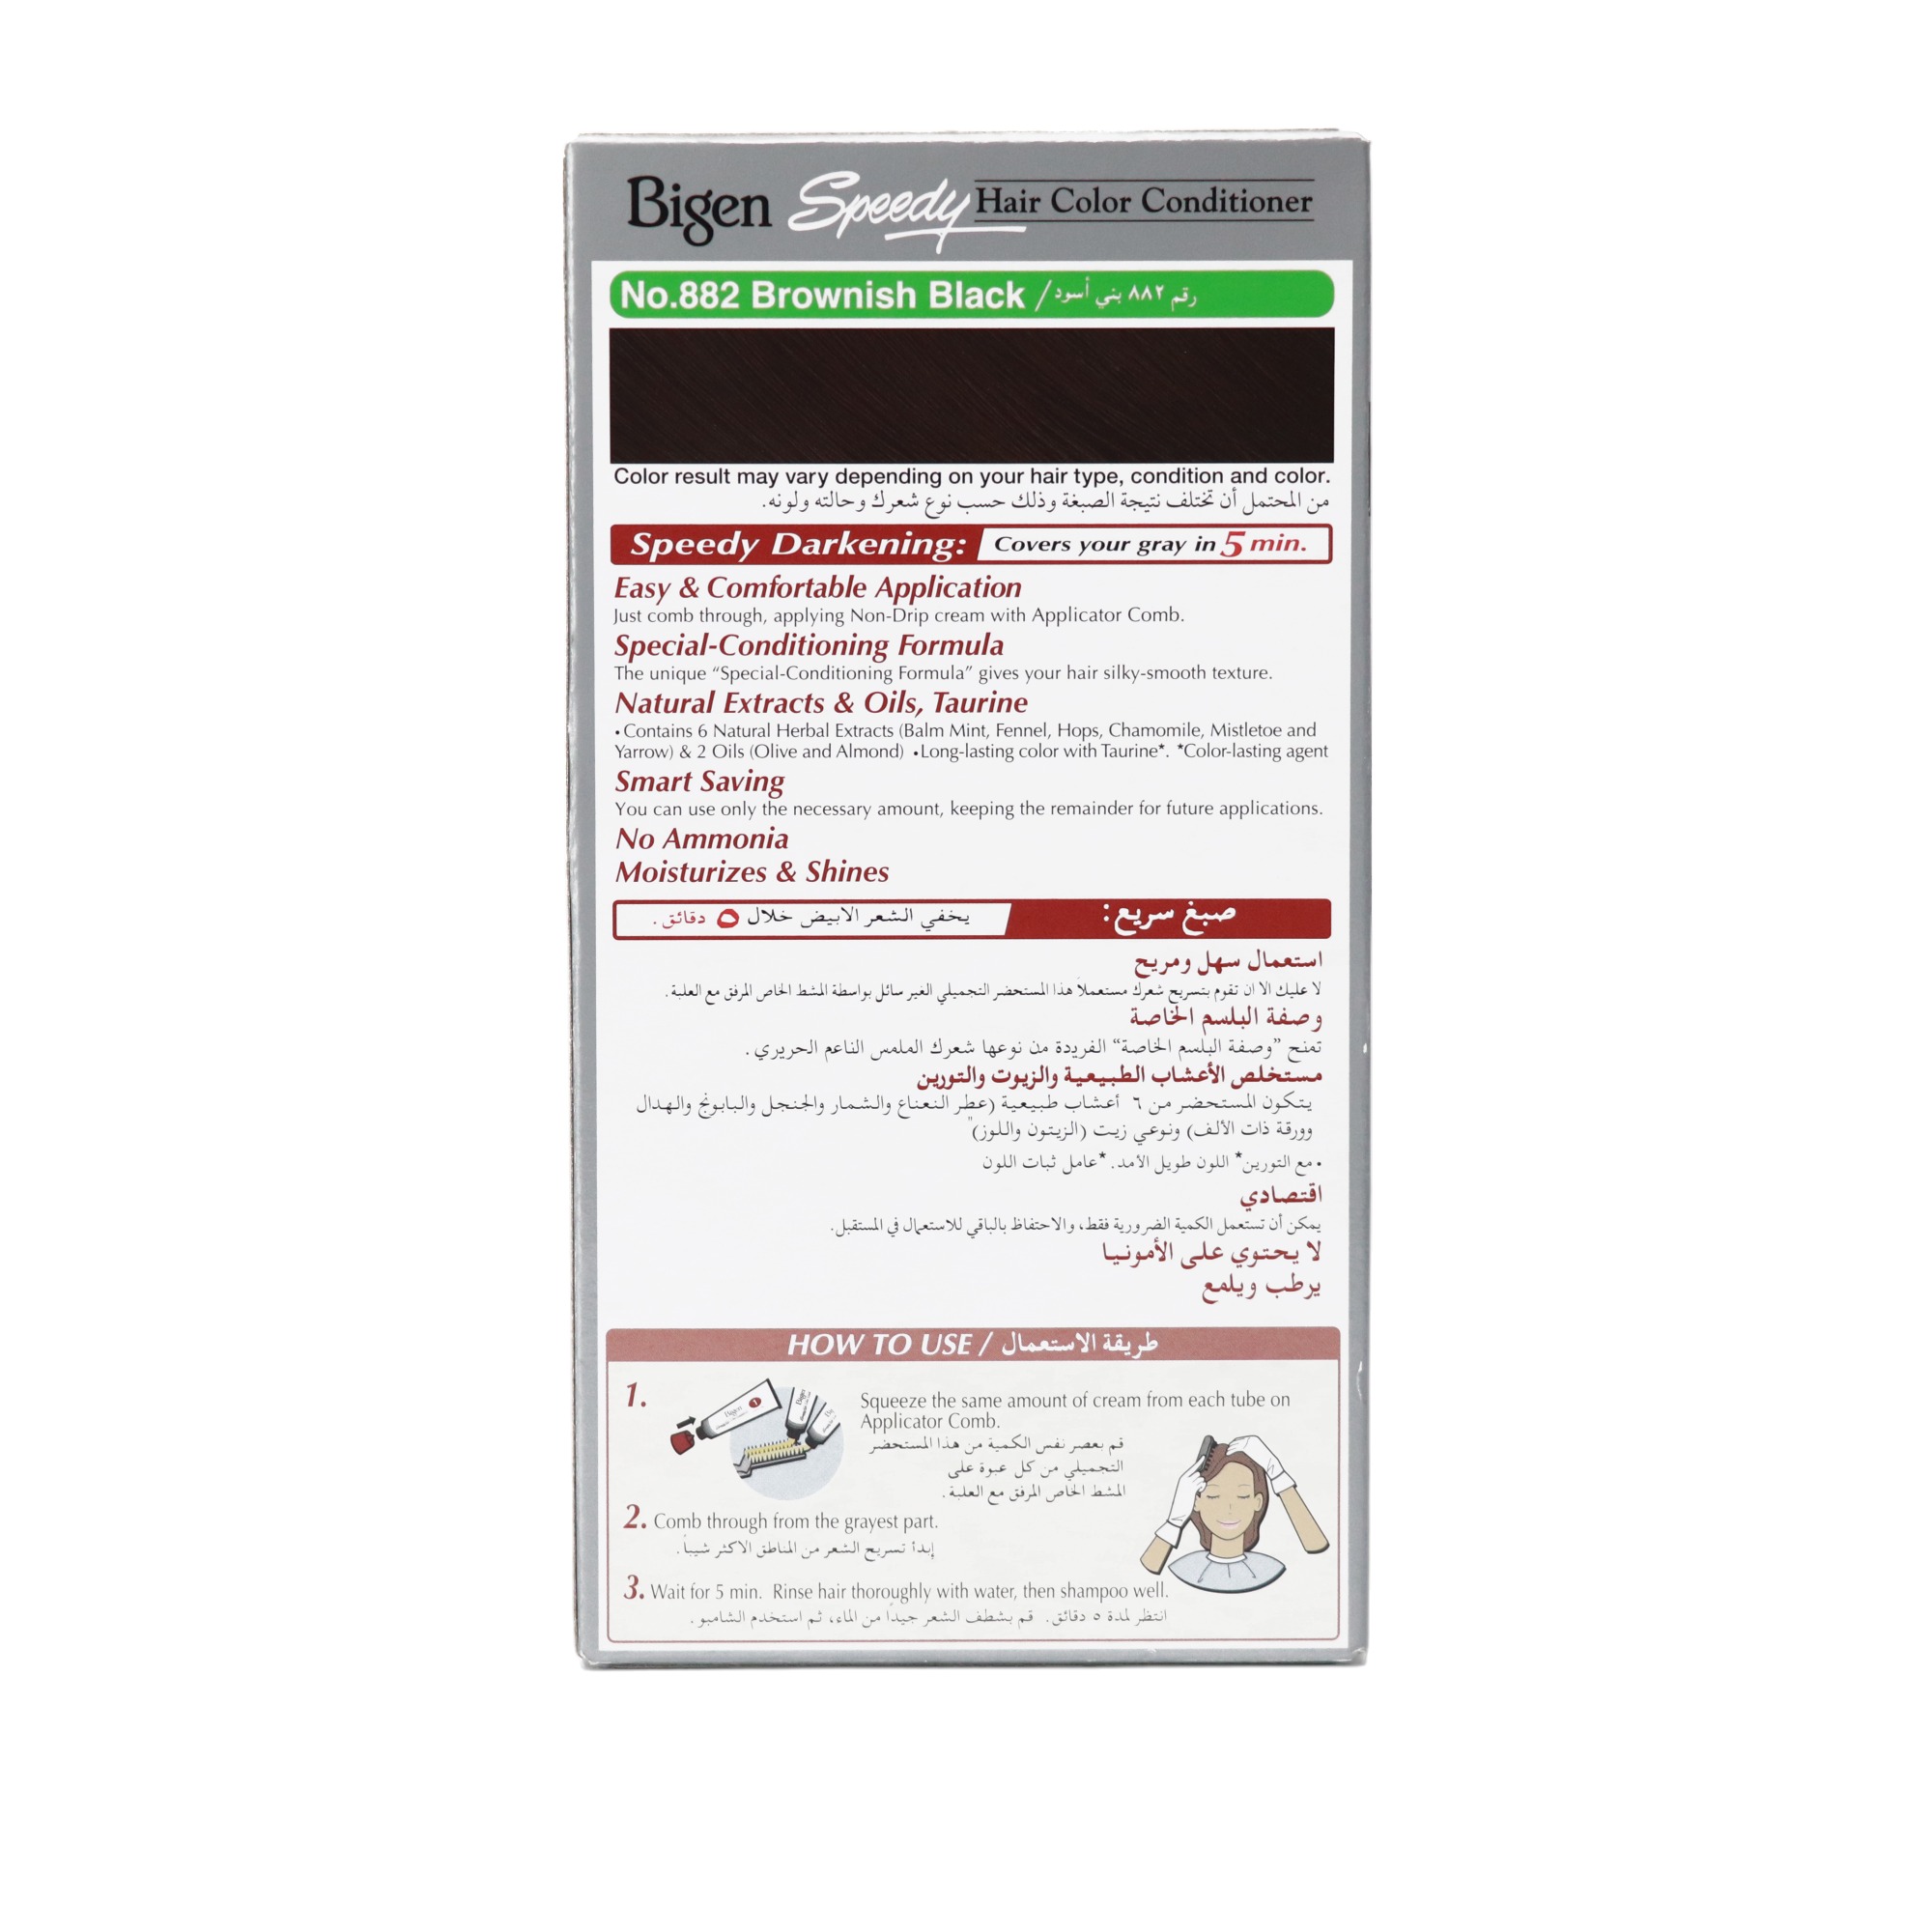 Bigen Speedy Hair Color Conditioner
No.882 Brownish Black / رقم ٨٨٢ بني أسود
Color result may vary depending on your hair type, condition and color.
من المحتمل أن تختلف نتيجة الصبغة وذلك حسب نوع شعرك وحالته ولونه.
Speedy Darkening: Covers your gray in 5 min.
Easy & Comfortable Application
Just comb through, applying Non-Drip cream with Applicator Comb.
Special-Conditioning Formula
The unique “Special-Conditioning Formula” gives your hair silky-smooth texture.
Natural Extracts & Oils, Taurine
•Contains 6 Natural Herbal Extracts (Balm Mint, Fennel, Hops, Chamomile, Mistletoe and
Yarrow) & 2 Oils (Olive and Almond) •Long-lasting color with Taurine*. *Color-lasting agent
Smart Saving
You can use only the necessary amount, keeping the remainder for future applications.
No Ammonia
Moisturizes & Shines
صبغ سريع: يخفي الشعر الابيض خلال ٥ دقائق.
استعمال سهل ومريح
لا عليك الا ان تقوم بتسريح شعرك مستعملاً هذا المستحضر التجميلي الغير سائل بواسطة المشط الخاص المرفق مع العلبة.
وصفة البلسم الخاصة
تمنح “وصفة البلسم الخاصة” الفريدة من نوعها شعرك الملمس الناعم الحريري.
مستخلص الأعشاب الطبيعية والزيوت والتورين
يتكون المستحضر من ٦ أعشاب طبيعية (عطر النعناع والشمار والجنجل والبابونج والهدال
وورقة ذات الألف) ونوعي زيت (الزيتون واللوز)"
•مع التورين* اللون طويل الأمد. *عامل ثبات اللون
اقتصادي
يمكن أن تستعمل الكمية الضرورية فقط، والاحتفاظ بالباقي للاستعمال في المستقبل.
لا يحتوي على الأمونيا
يرطب ويلمع
HOW TO USE / طريقة الاستعمال
1. Squeeze the same amount of cream from each tube on
Applicator Comb.
قم بعصر نفس الكمية من هذا المستحضر
التجميلي من كل عبوة على
المشط الخاص المرفق مع العلبة.
2. Comb through from the grayest part.
إبدأ تسريح الشعر من المناطق الاكثر شيباً.
3. Wait for 5 min. Rinse hair thoroughly with water, then shampoo well.
انتظر لمدة ٥ دقائق. قم بشطف الشعر جيداً من الماء، ثم استخدم الشامبو.